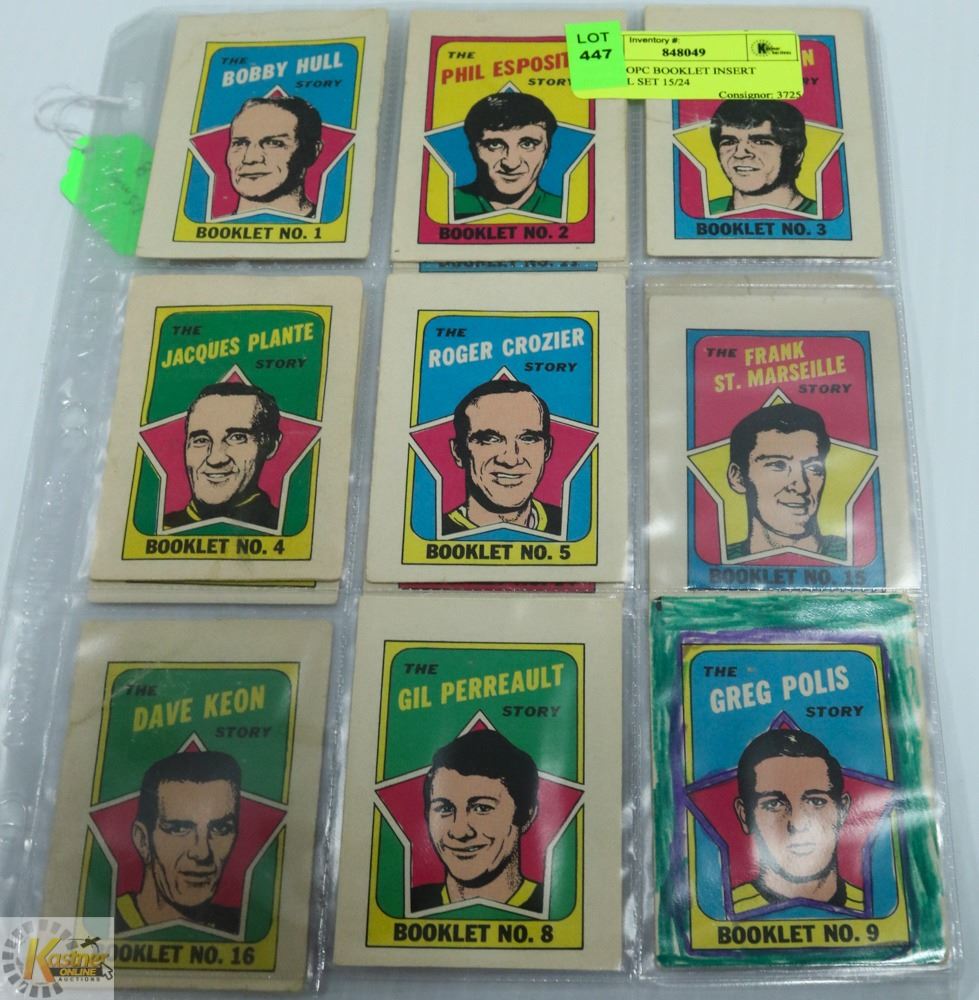 THE
BOBBY HULL
STORY
BOOKLET NO. 1
THE
PHIL ESPOSIT
STORY
BOOKLET NO. 2
LOT
447
Inventory #:
848049
OPC BOOKLET INSERT
L SET 15/24
Consignor: 3725
N
ORY
BOOKLET NO. 3
THE
JACQUES PLANTE
STORY
BOOKLET NO. 4
THE
ROGER CROZIER
STORY
BOOKLET NO. 5
THE FRANK
ST. MARSEILLE
STORY
BOOKLET NO. 15
THE
DAVE KEON
STORY
BOOKLET NO. 16
THE
GIL PERREAULT
STORY
BOOKLET NO. 8
THE
GREG POLIS
STORY
BOOKLET NO. 9
Kastner
ONLINE
AUCTIONS